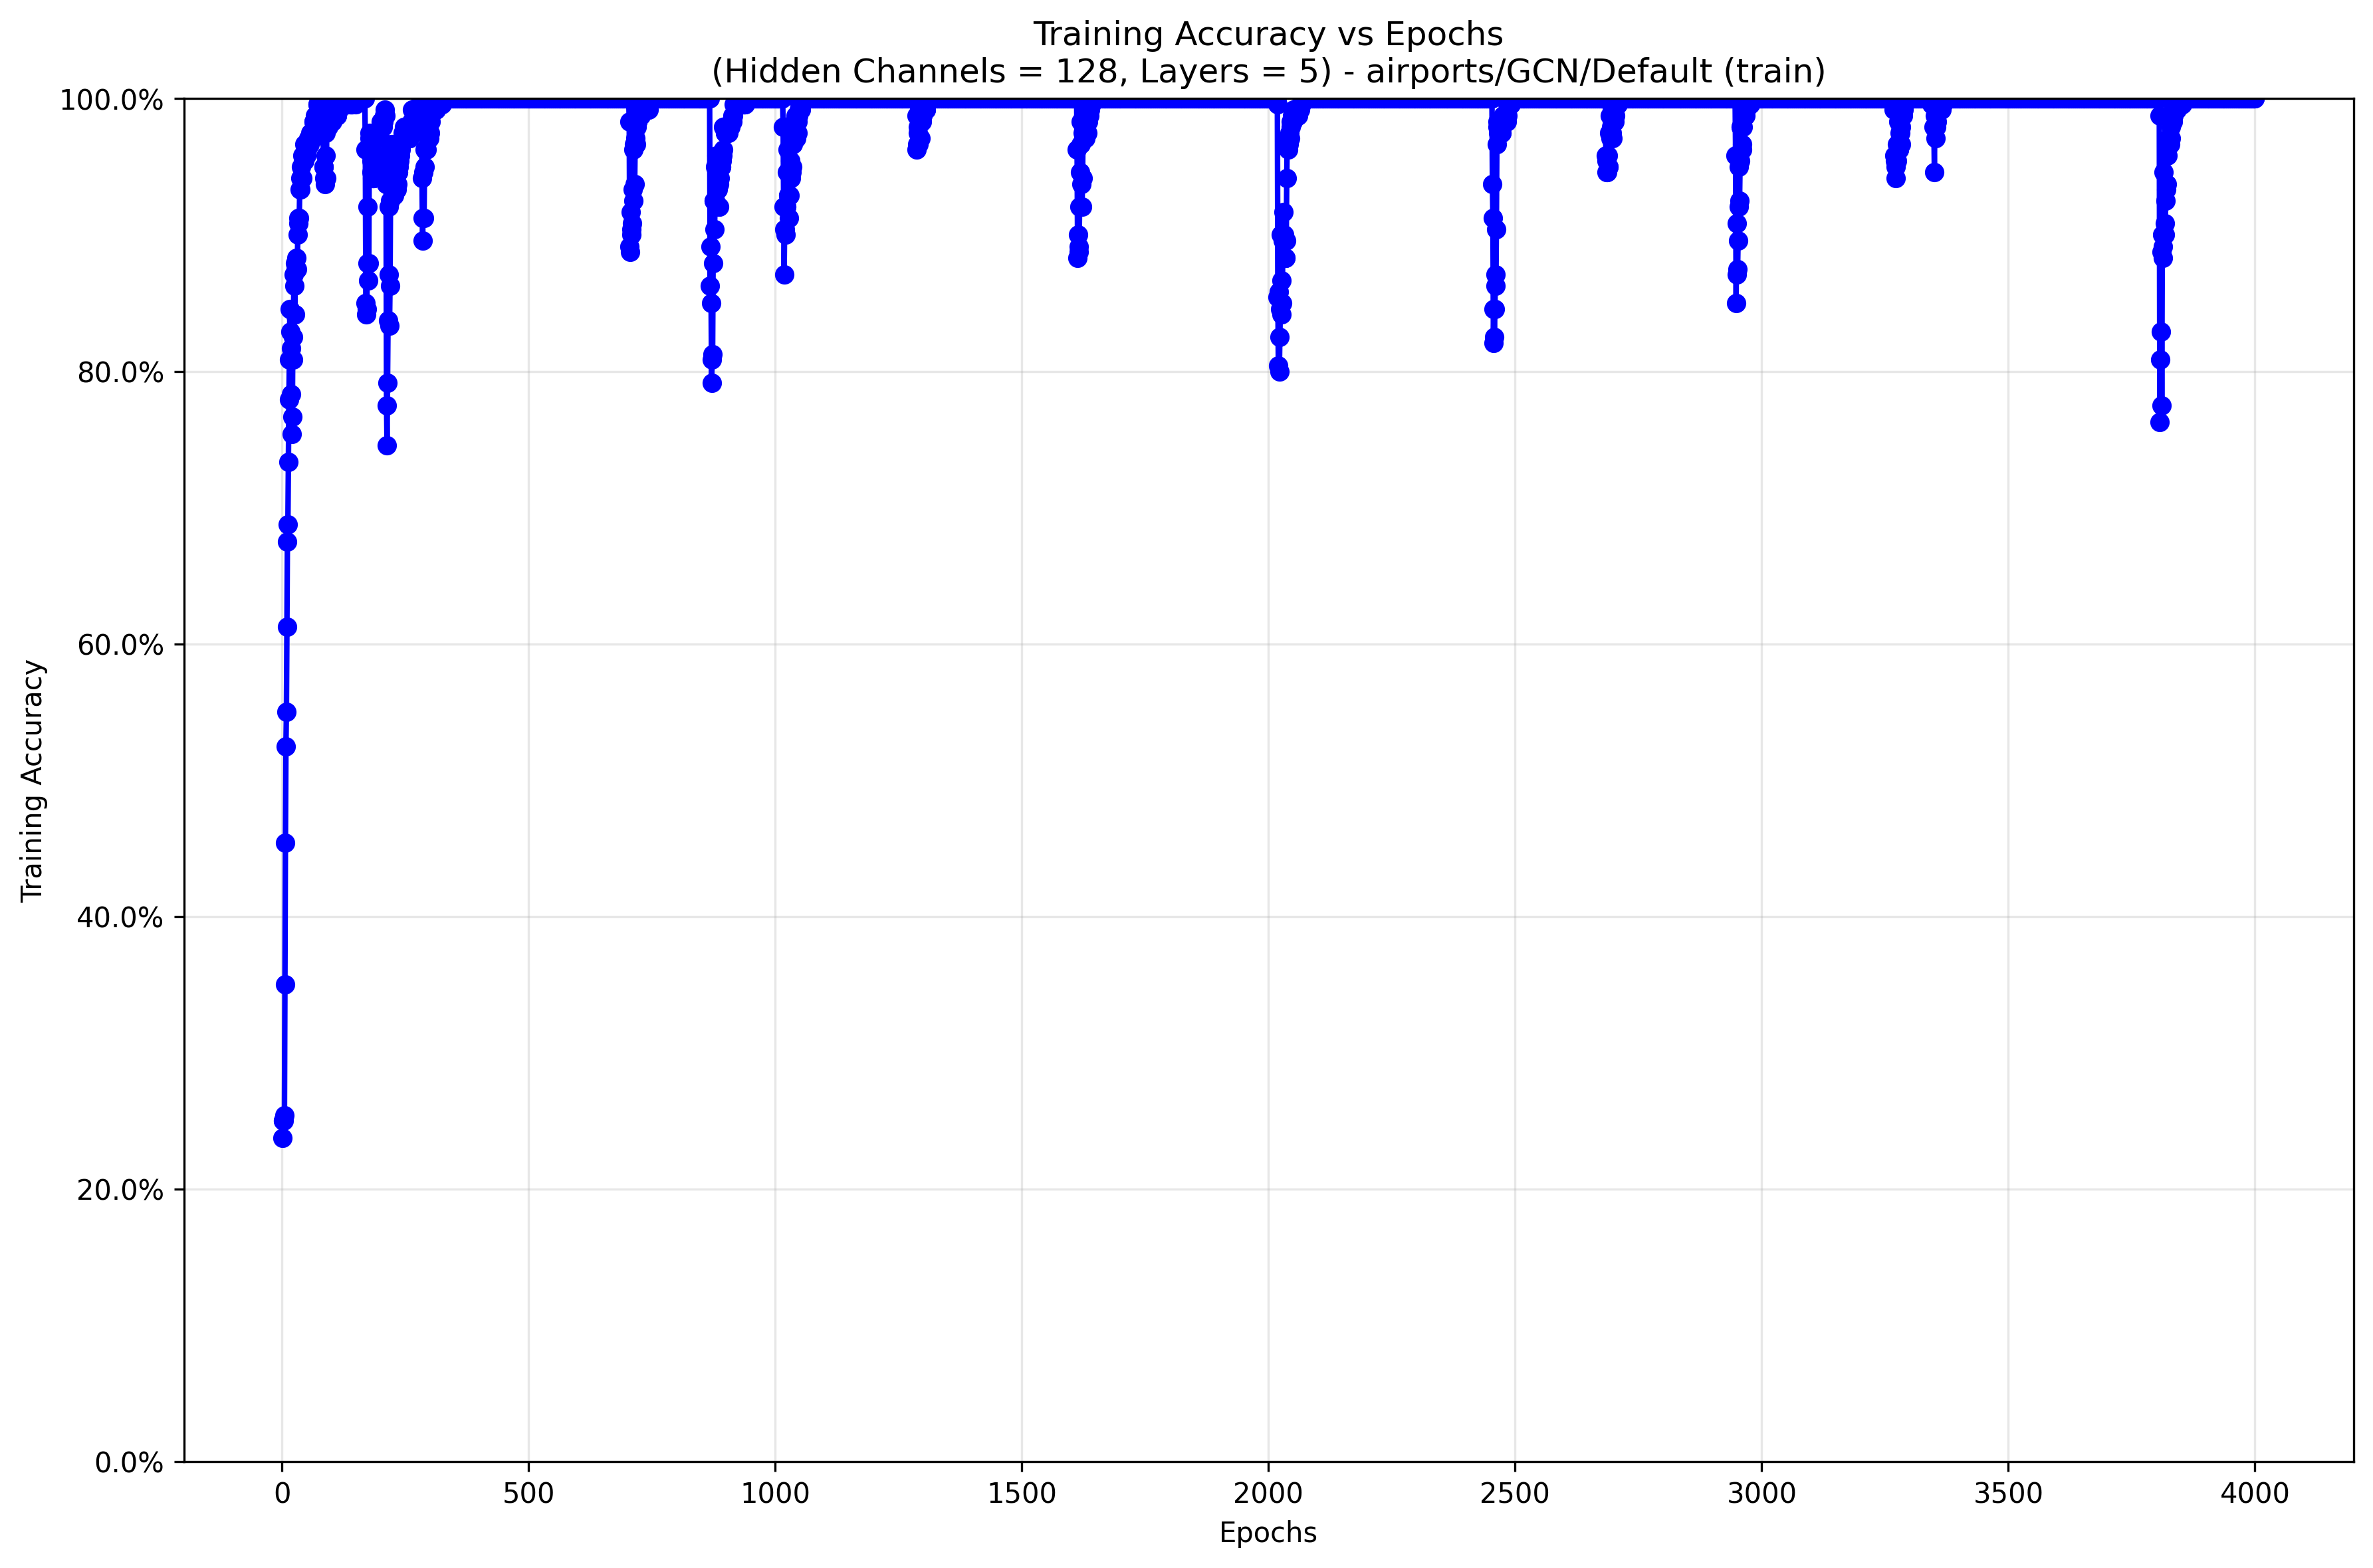 Training Accuracy vs Epochs
(Hidden Channels = 128, Layers = 5) - airports/GCN/Default (train)
100.0%
80.0%
60.0%
40.0%
20.0%
0.0%
Training Accuracy
0 500 1000 1500 2000 2500 3000 3500 4000
Epochs